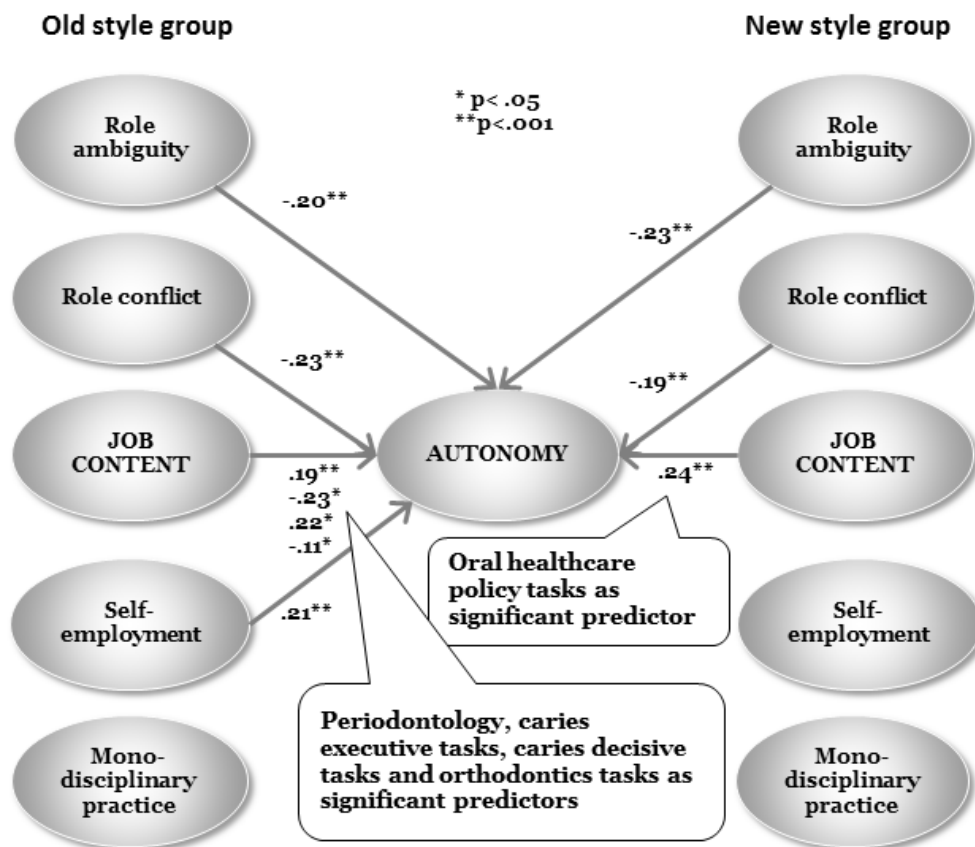 Old style group
New style group
* p< .05
**p<.001
Role
ambiguity
Role
ambiguity
-.20**
-.23**
Role conflict
Role conflict
-.23**
-.19**
JOB
CONTENT
AUTONOMY
JOB
CONTENT
.19**
-.23*
.22*
-.11*
.24**
Oral healthcare
policy tasks as
significant predictor
Self-
employment
.21**
Self-
employment
Periodontology, caries
executive tasks, caries decisive
tasks and orthodontics tasks as
significant predictors
Mono-
disciplinary
practice
Mono-
disciplinary
practice